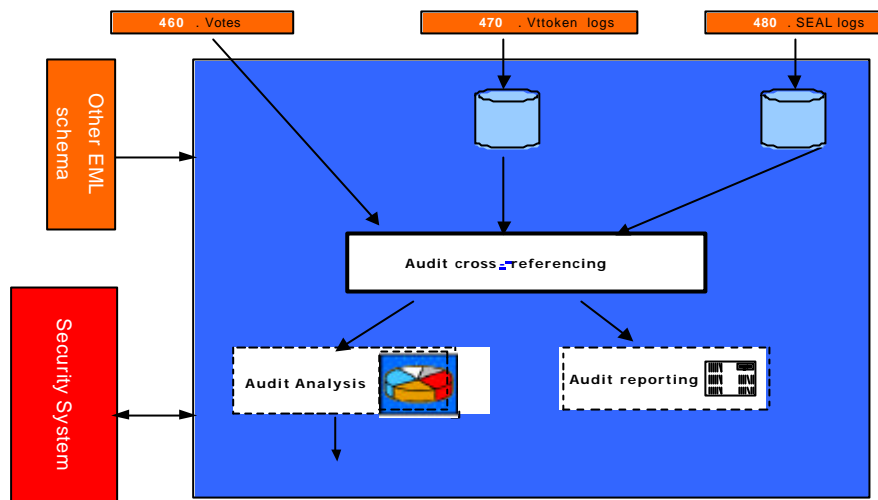 460 . Votes
470 . Vttoken logs
480 . SEAL logs
Other EML
schema
Audit cross-referencing
Security System
Audit Analysis
Audit reporting